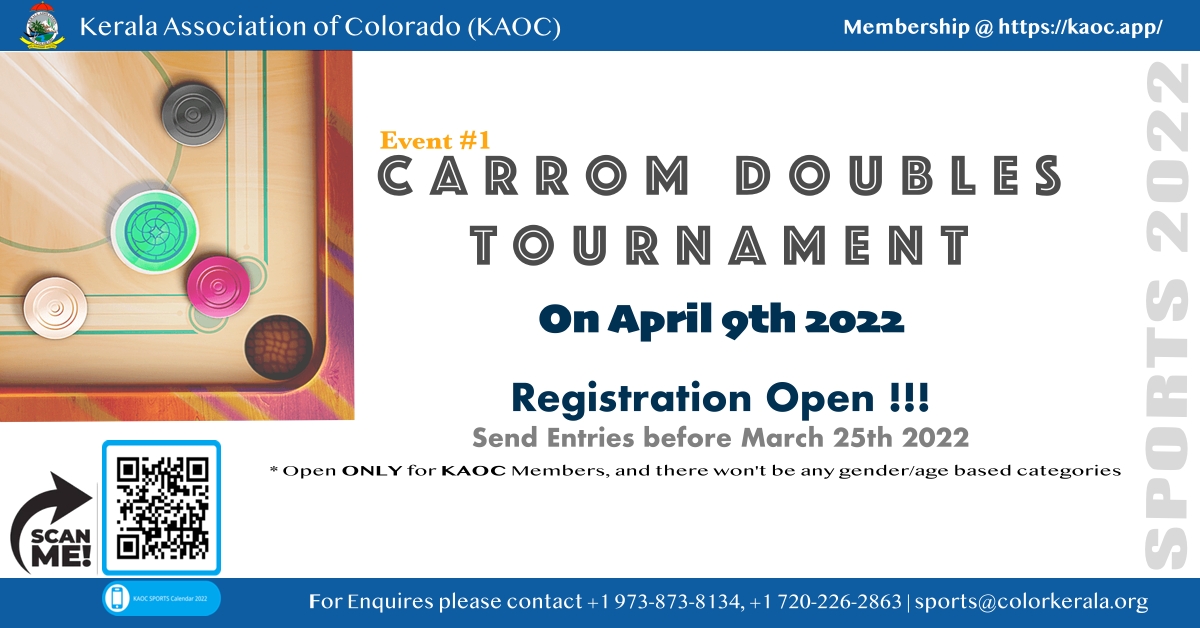 Kerala Association of Colorado (KAOC)
Membership @ https://kaoc.app/
Event #1
CARROM DOUBLES
TOURNAMENT
On April 9th 2022
Registration Open !!!
Send Entries before March 25th 2022
* Open ONLY for KAOC Members, and there won't be any gender/age based categories
SPORTS 2022
SCAN
ME!
KAOC SPORTS Calendar 2022
For Enquires please contact +1 973-873-8134, +1 720-226-2863 | sports@colorkerala.org